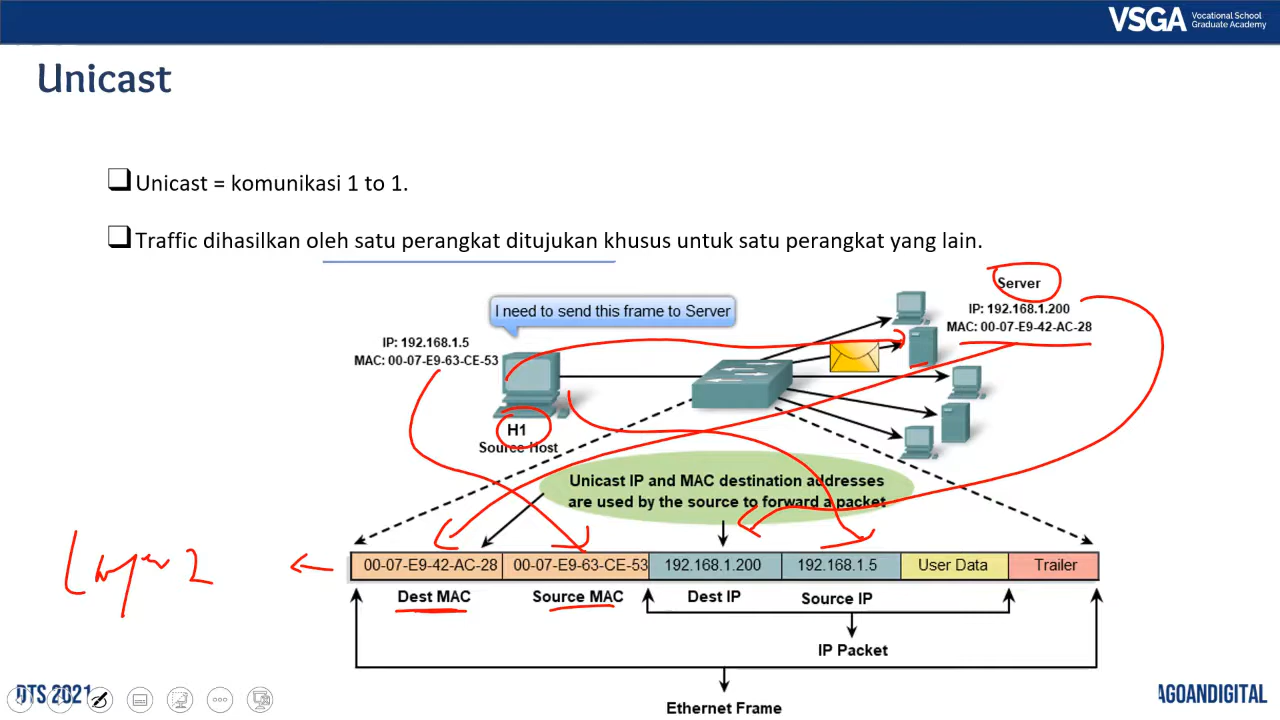 VSGA Vocational School
Graduate Academy
Unicast
Unicast = komunikasi 1 to 1.
Traffic dihasilkan oleh satu perangkat ditujukan khusus untuk satu perangkat yang lain.
Server
I need to send this frame to Server
IP: 192.168.1.200
MAC: 00-07-E9-42-AC-28
IP: 192.168.1.5
MAC: 00-07-E9-63-CE-53
H1
Source Host
Unicast IP and MAC destination addresses
are used by the source to forward a packet
Layer 2
00-07-E9-42-AC-28 00-07-E9-63-CE-53 192.168.1.200 192.168.1.5 User Data Trailer
Dest MAC Source MAC Dest IP Source IP
IP Packet
Ethernet Frame
DTS 2021
AGOANDIGITAL